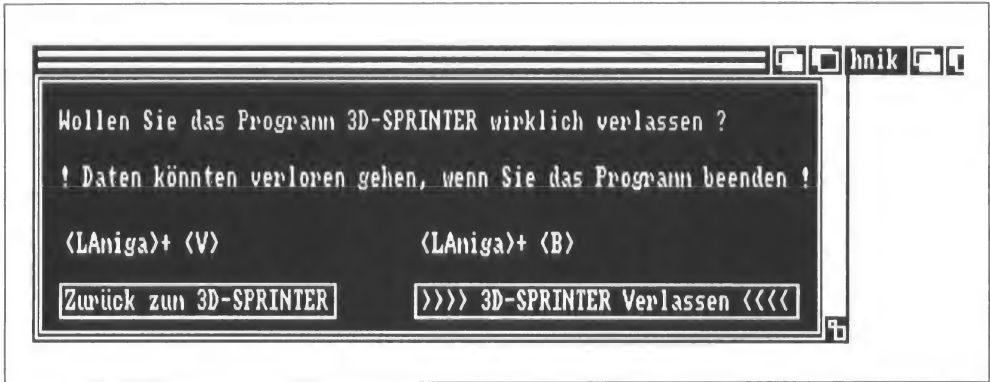 hnik
Wollen Sie das Programm 3D-SPRINTER wirklich verlassen ?
! Daten könnten verloren gehen, wenn Sie das Programm beenden !
<LAmiga>+ <V> <LAmiga>+ <B>
Zurück zum 3D-SPRINTER >>>> 3D-SPRINTER Verlassen <<<<